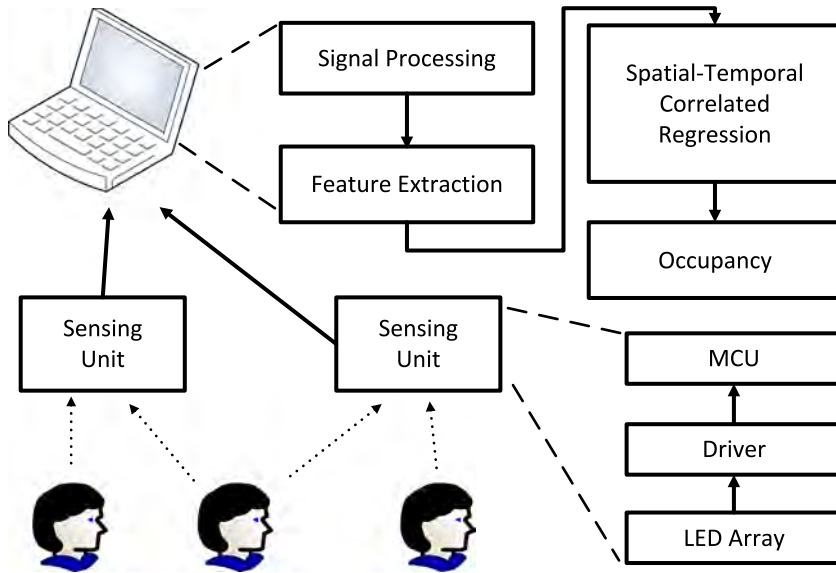 Signal Processing
Feature Extraction
Spatial-Temporal
Correlated
Regression
Occupancy
Sensing
Unit
Sensing
Unit
MCU
Driver
LED Array